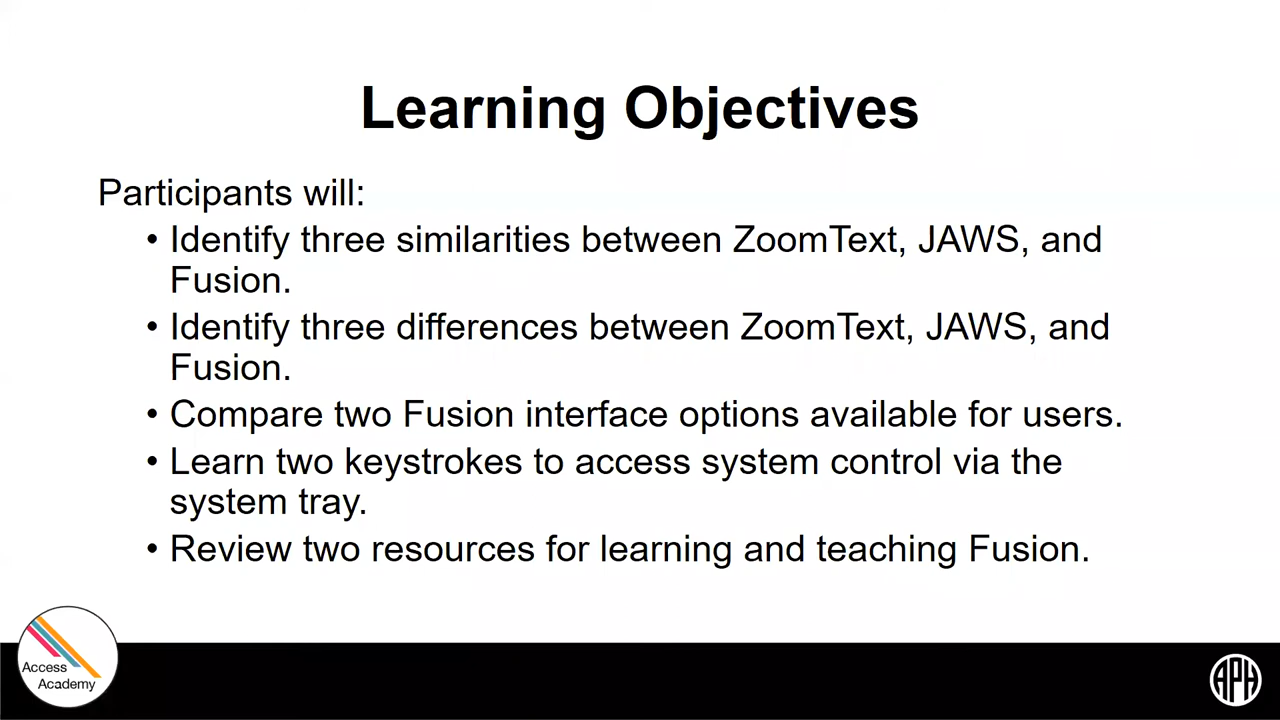 Learning Objectives
Participants will:
• Identify three similarities between ZoomText, JAWS, and
Fusion.
• Identify three differences between ZoomText, JAWS, and
Fusion.
• Compare two Fusion interface options available for users.
• Learn two keystrokes to access system control via the
system tray.
• Review two resources for learning and teaching Fusion.
Access
Academy
APH